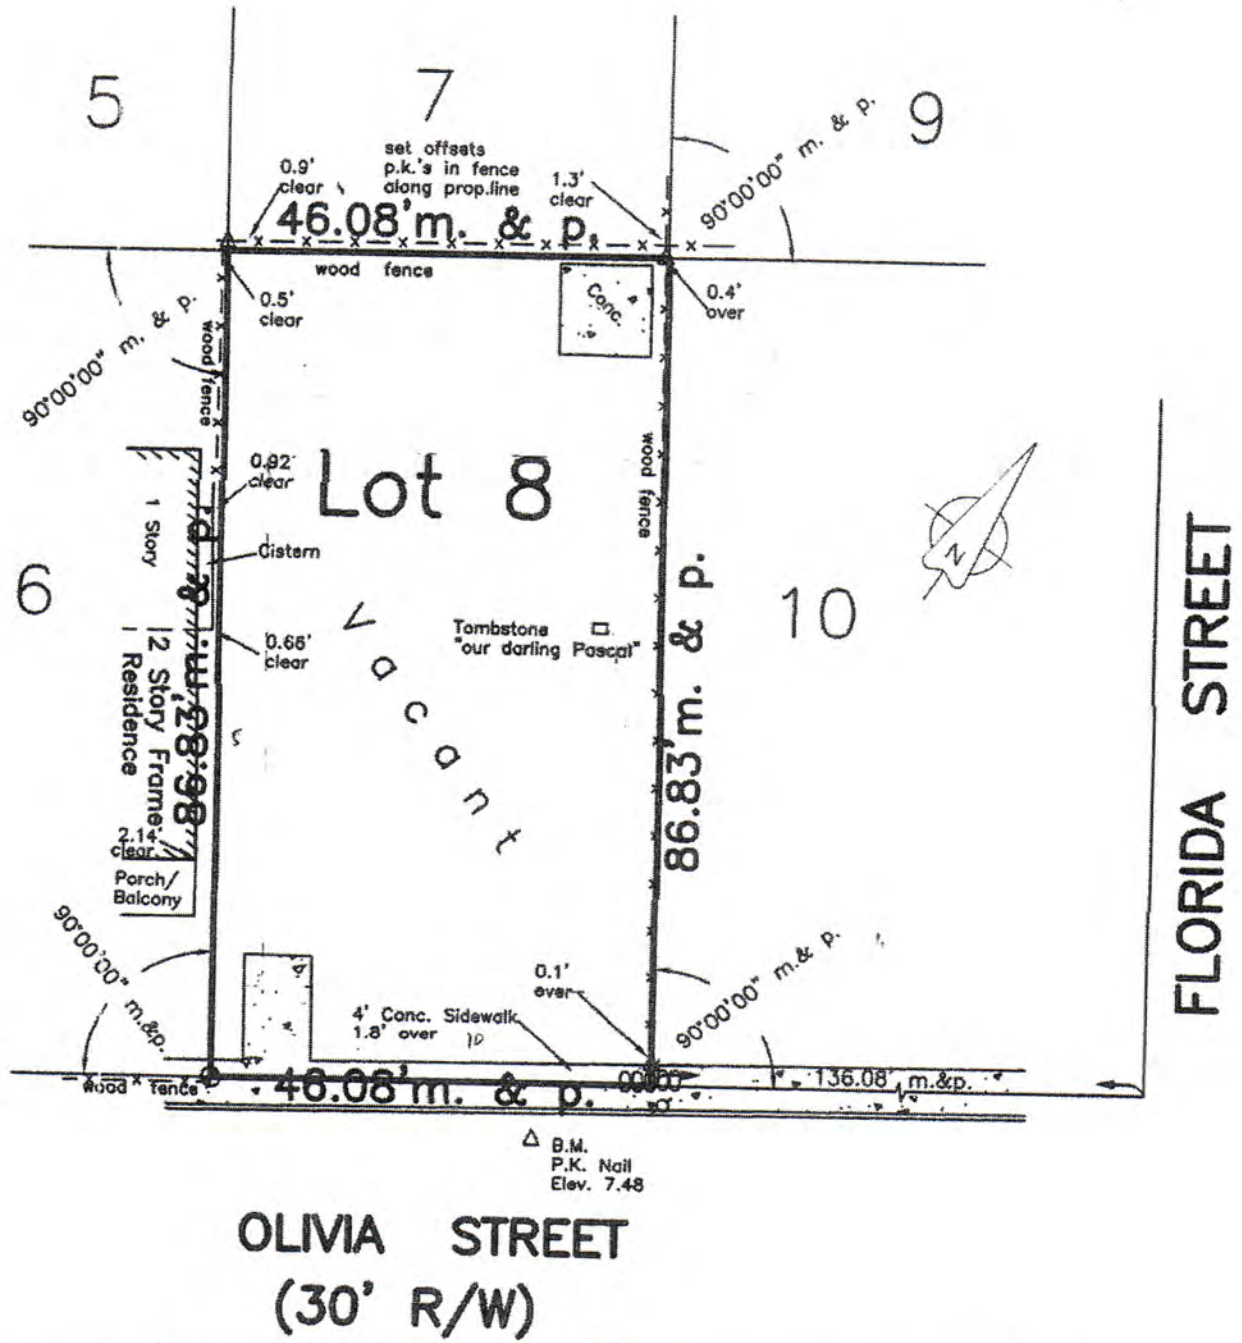 5
7
9
set offsets
p.k.'s in fence
along prop.line
0.9'
clear
1.3'
clear
90°00'00" m. & p.
46.08'm. & p.
wood fence
0.5'
clear
Conc.
0.4'
over
90°00'00" m. & p.
wood fence
wood fence
0.92'
clear
Lot 8
1 Story
Cistern
6
10
N
86.83'm. & p.
0.66'
clear
Vacant
Tombstone
"our darling Pascal"
86.83'm. & p.
2 Story Frame
Residence
2.14'
clear
Porch/
Balcony
FLORIDA STREET
90°00'00" m.&p.
0.1'
over
90°00'00" m.& p.
4' Conc. Sidewalk
1.8' over
wood fence
46.08'm. & p.
136.08' m.&p.
B.M.
P.K. Nail
Elev. 7.48
OLIVIA STREET
(30' R/W)